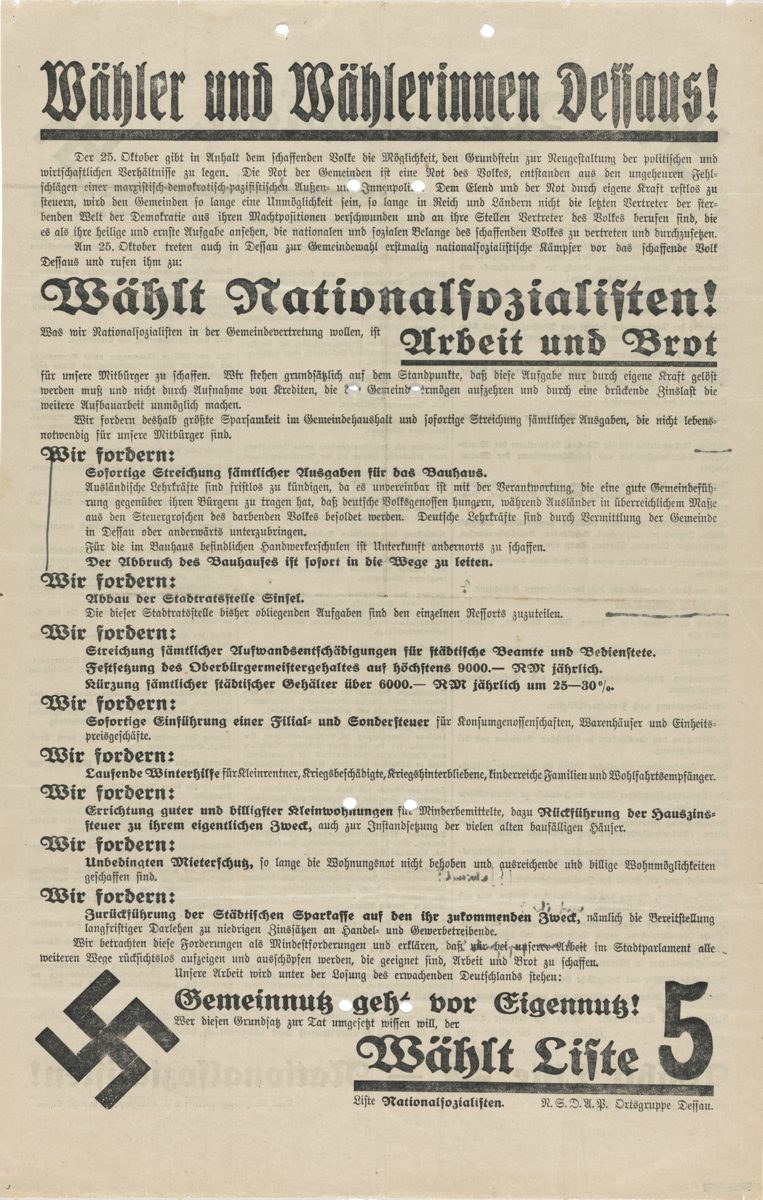 Wähler und Wählerinnen Dessaus!
Der 25. Oktober gibt in Anhalt dem schaffenden Volke die Möglichkeit, den Grundstein zur Neugestaltung der politischen und
wirtschaftlichen Verhältnisse zu legen. Die Not der Gemeinden ist eine Not des Volkes, entstanden aus den ungeheuren Fehl-
schlägen einer marxistisch-demokratisch-pazifistischen Außen- und Innenpolitik. Dem Elend und der Not durch eigene Kraft restlos zu
steuern, wird den Gemeinden so lange eine Unmöglichkeit sein, so lange in Reich und Ländern nicht die letzten Vertreter der ster-
benden Welt der Demokratie aus ihren Machtpositionen verschwunden und an ihre Stellen Vertreter des Volkes berufen sind, die
es als ihre heilige und ernste Aufgabe ansehen, die nationalen und sozialen Belange des schaffenden Volkes zu vertreten und durchzusetzen.
Am 25. Oktober treten auch in Dessau zur Gemeindewahl erstmalig nationalsozialistische Kämpfer vor das schaffende Volk
Dessaus und rufen ihm zu:
Wählt Nationalsozialisten!
Was wir Nationalsozialisten in der Gemeindevertretung wollen, ist
Arbeit und Brot
für unsere Mitbürger zu schaffen. Wir stehen grundsätzlich auf dem Standpunkte, daß diese Aufgabe nur durch eigene Kraft gelöst
werden muß und nicht durch Aufnahme von Krediten, die das Gemeindevermögen aufzehren und durch eine drückende Zinslast die
weitere Aufbauarbeit unmöglich machen.
Wir fordern deshalb größte Sparsamkeit im Gemeindehaushalt und sofortige Streichung sämtlicher Ausgaben, die nicht lebens-
notwendig für unsere Mitbürger sind.
Wir fordern:
Sofortige Streichung sämtlicher Ausgaben für das Bauhaus.
Ausländische Lehrkräfte sind fristlos zu kündigen, da es unvereinbar ist mit der Verantwortung, die eine gute Gemeindefüh-
rung gegenüber ihren Bürgern zu tragen hat, daß deutsche Volksgenossen hungern, während Ausländer in überreichlichem Maße
aus den Steuergroschen des darbenden Volkes besoldet werden. Deutsche Lehrkräfte sind durch Vermittlung der Gemeinde
in Dessau oder anderwärts unterzubringen.
Für die im Bauhaus befindlichen Handwerkerschulen ist Unterkunft andernorts zu schaffen.
Der Abbruch des Bauhauses ist sofort in die Wege zu leiten.
Wir fordern:
Abbau der Stadtratsstelle Sinsel.
Die dieser Stadtratsstelle bisher obliegenden Aufgaben sind den einzelnen Ressorts zuzuteilen.
Wir fordern:
Streichung sämtlicher Aufwandsentschädigungen für städtische Beamte und Bedienstete.
Festsetzung des Oberbürgermeistergehaltes auf höchstens 9000.— RM jährlich.
Kürzung sämtlicher städtischer Gehälter über 6000.— RM jährlich um 25—30%.
Wir fordern:
Sofortige Einführung einer Filial- und Sondersteuer für Konsumgenossenschaften, Warenhäuser und Einheits-
preisgeschäfte.
Wir fordern:
Laufende Winterhilfe für Kleinrentner, Kriegsbeschädigte, Kriegshinterbliebene, kinderreiche Familien und Wohlfahrtsempfänger.
Wir fordern:
Errichtung guter und billigster Kleinwohnungen für Minderbemittelte, dazu Rückführung der Hauszins-
steuer zu ihrem eigentlichen Zweck, auch zur Instandsetzung der vielen alten baufälligen Häuser.
Wir fordern:
Unbedingten Mieterschutz, so lange die Wohnungsnot nicht behoben und ausreichende und billige Wohnmöglichkeiten
geschaffen sind.
Wir fordern:
Zurückführung der Städtischen Sparkasse auf den ihr zukommenden Zweck, nämlich die Bereitstellung
langfristiger Darlehen zu niedrigen Zinssätzen an Handel- und Gewerbetreibende.
Wir betrachten diese Forderungen als Mindestforderungen und erklären, daß wir bei unserer Arbeit im Stadtparlament alle
weiteren Wege rücksichtslos aufzeigen und ausschöpfen werden, die geeignet sind, Arbeit und Brot zu schaffen.
Unsere Arbeit wird unter der Losung des erwachenden Deutschlands stehen:
Gemeinnutz geht vor Eigennutz!
Wer diesen Grundsatz zur Tat umgesetzt wissen will, der
Wählt Liste 5
Liste Nationalsozialisten. N. S. D. A. P. Ortsgruppe Dessau.